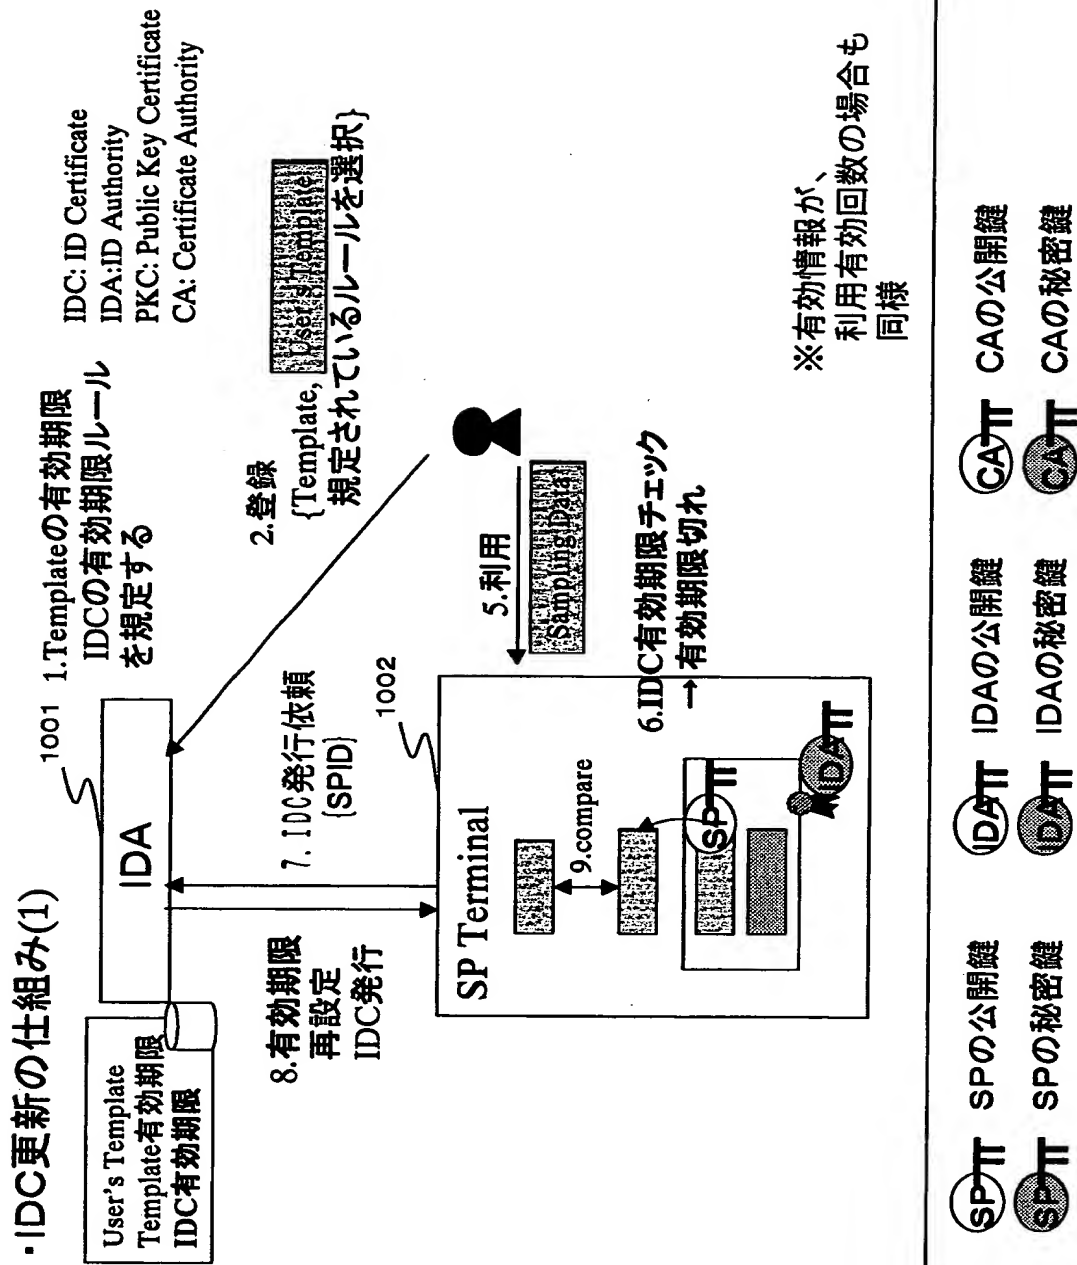 ・IDC更新の仕組み(1)
IDC: ID Certificate
IDA:ID Authority
PKC: Public Key Certificate
CA: Certificate Authority
User's Template
Template有効期限
IDC有効期限
IDA
1001
1.Templateの有効期限
IDCの有効期限ルール
を規定する
2.登録
{Template,
User's Template
規定されているルールを選択}
8.有効期限
再設定
IDC発行
7.IDC発行依頼
{SPID}
1002
SP Terminal
5.利用
Sampling Data
6.IDC有効期限チェック
→有効期限切れ
9.compare
SP
IDA
※有効情報が、
利用有効回数の場合も
同様
SP SPの公開鍵
IDA IDAの公開鍵
CA CAの公開鍵
SP SPの秘密鍵
IDA IDAの秘密鍵
CA CAの秘密鍵